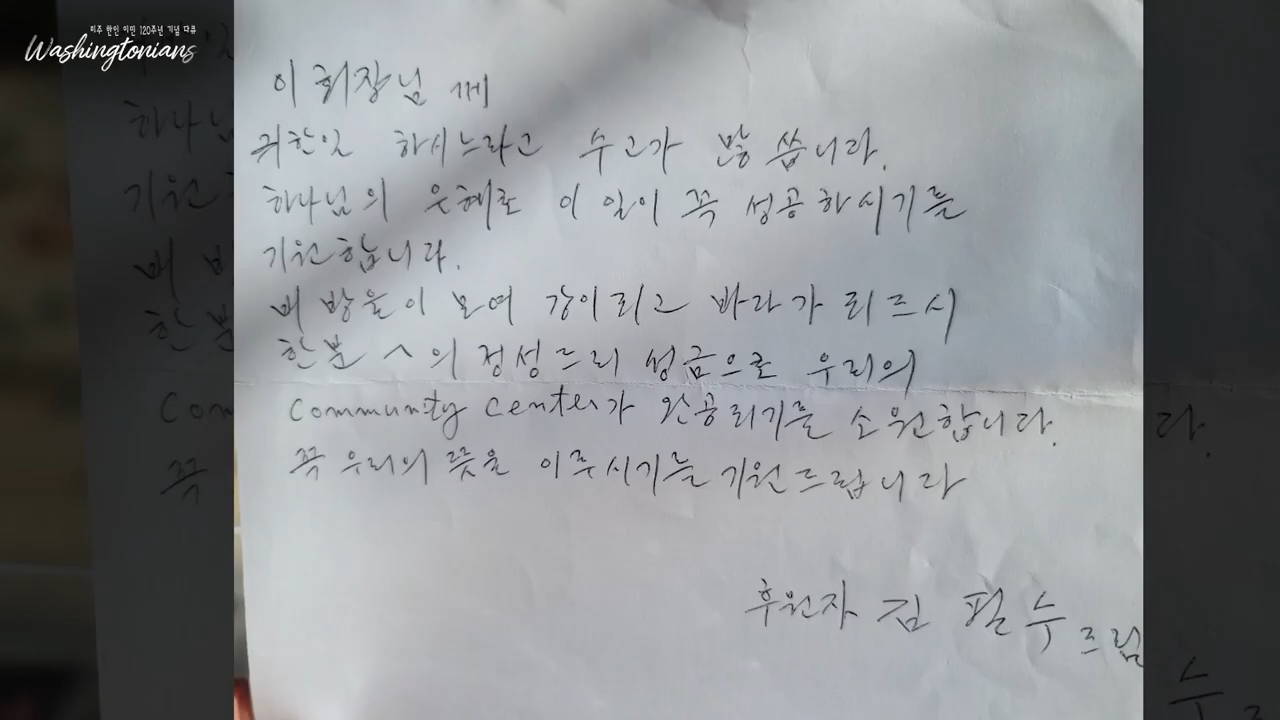 미주 한인 이민 120주년 기념 다큐
Washingtonians
이 회장님 께
귀한일 하시느라고 수고가 많습니다.
하나님의 은혜로 이 일이 꼭 성공하시기를
기원합니다.
빗방울이 모여 강이되고 바다가 되드시
한분 ^의 정성드리 성금으로 우리의
Community Center가 완공되기를 소원합니다.
꼭 우리의 뜻을 이루시기를 기원드립니다
후원자 김 필 수 드림